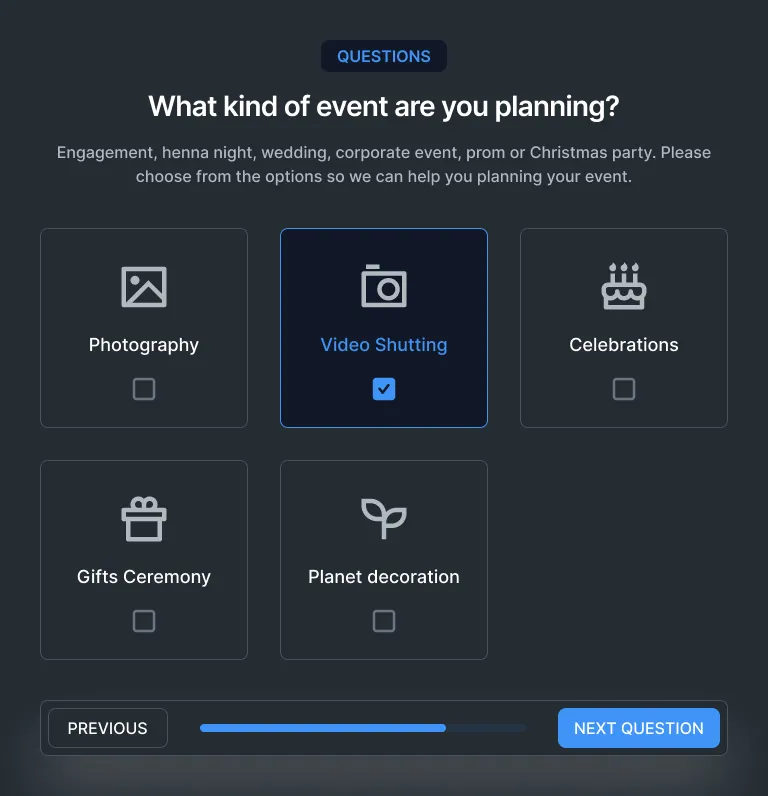 QUESTIONS
What kind of event are you planning?
Engagement, henna night, wedding, corporate event, prom or Christmas party. Please
choose from the options so we can help you planning your event.
Photography
Video Shutting
Celebrations
Gifts Ceremony
Planet decoration
PREVIOUS
NEXT QUESTION